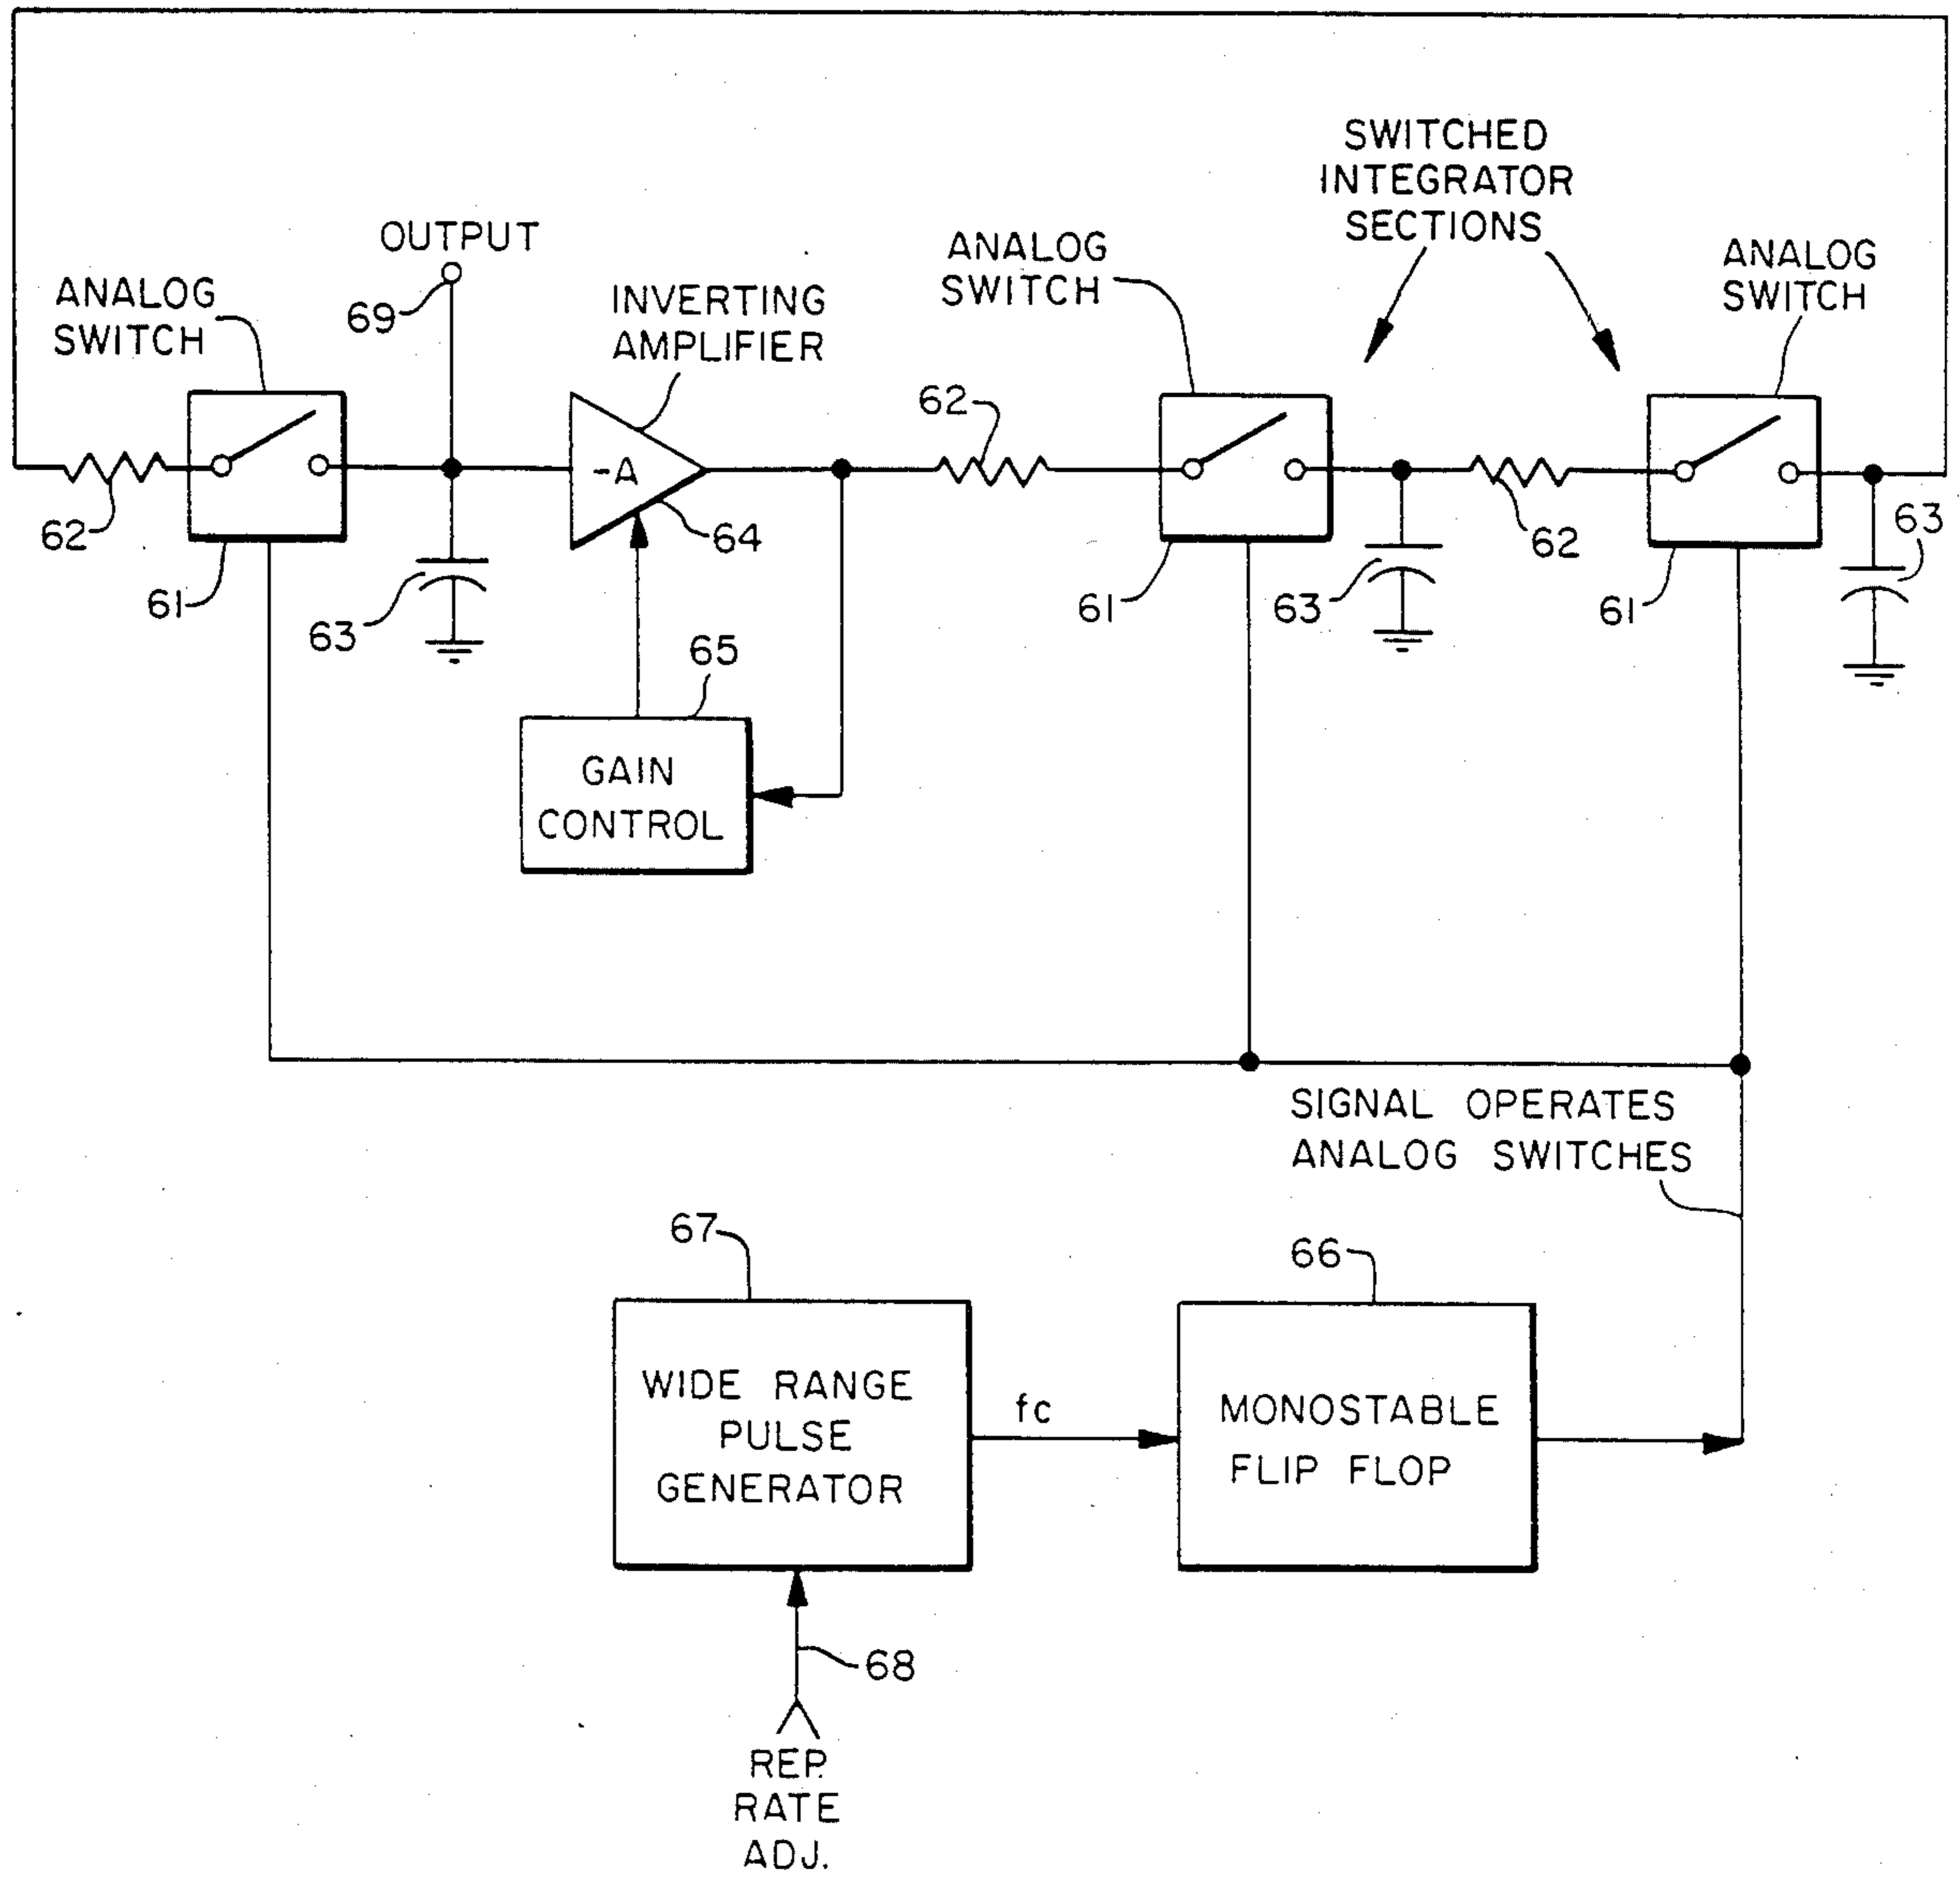 SWITCHED
INTEGRATOR
SECTIONS
OUTPUT
69
ANALOG
SWITCH
INVERTING
AMPLIFIER
ANALOG
SWITCH
ANALOG
SWITCH
62
-A
64
62
61
63
65
61
63
62
61
63
GAIN
CONTROL
SIGNAL OPERATES
ANALOG SWITCHES
67
66
WIDE RANGE
PULSE
GENERATOR
fc
MONOSTABLE
FLIP FLOP
68
REP.
RATE
ADJ.